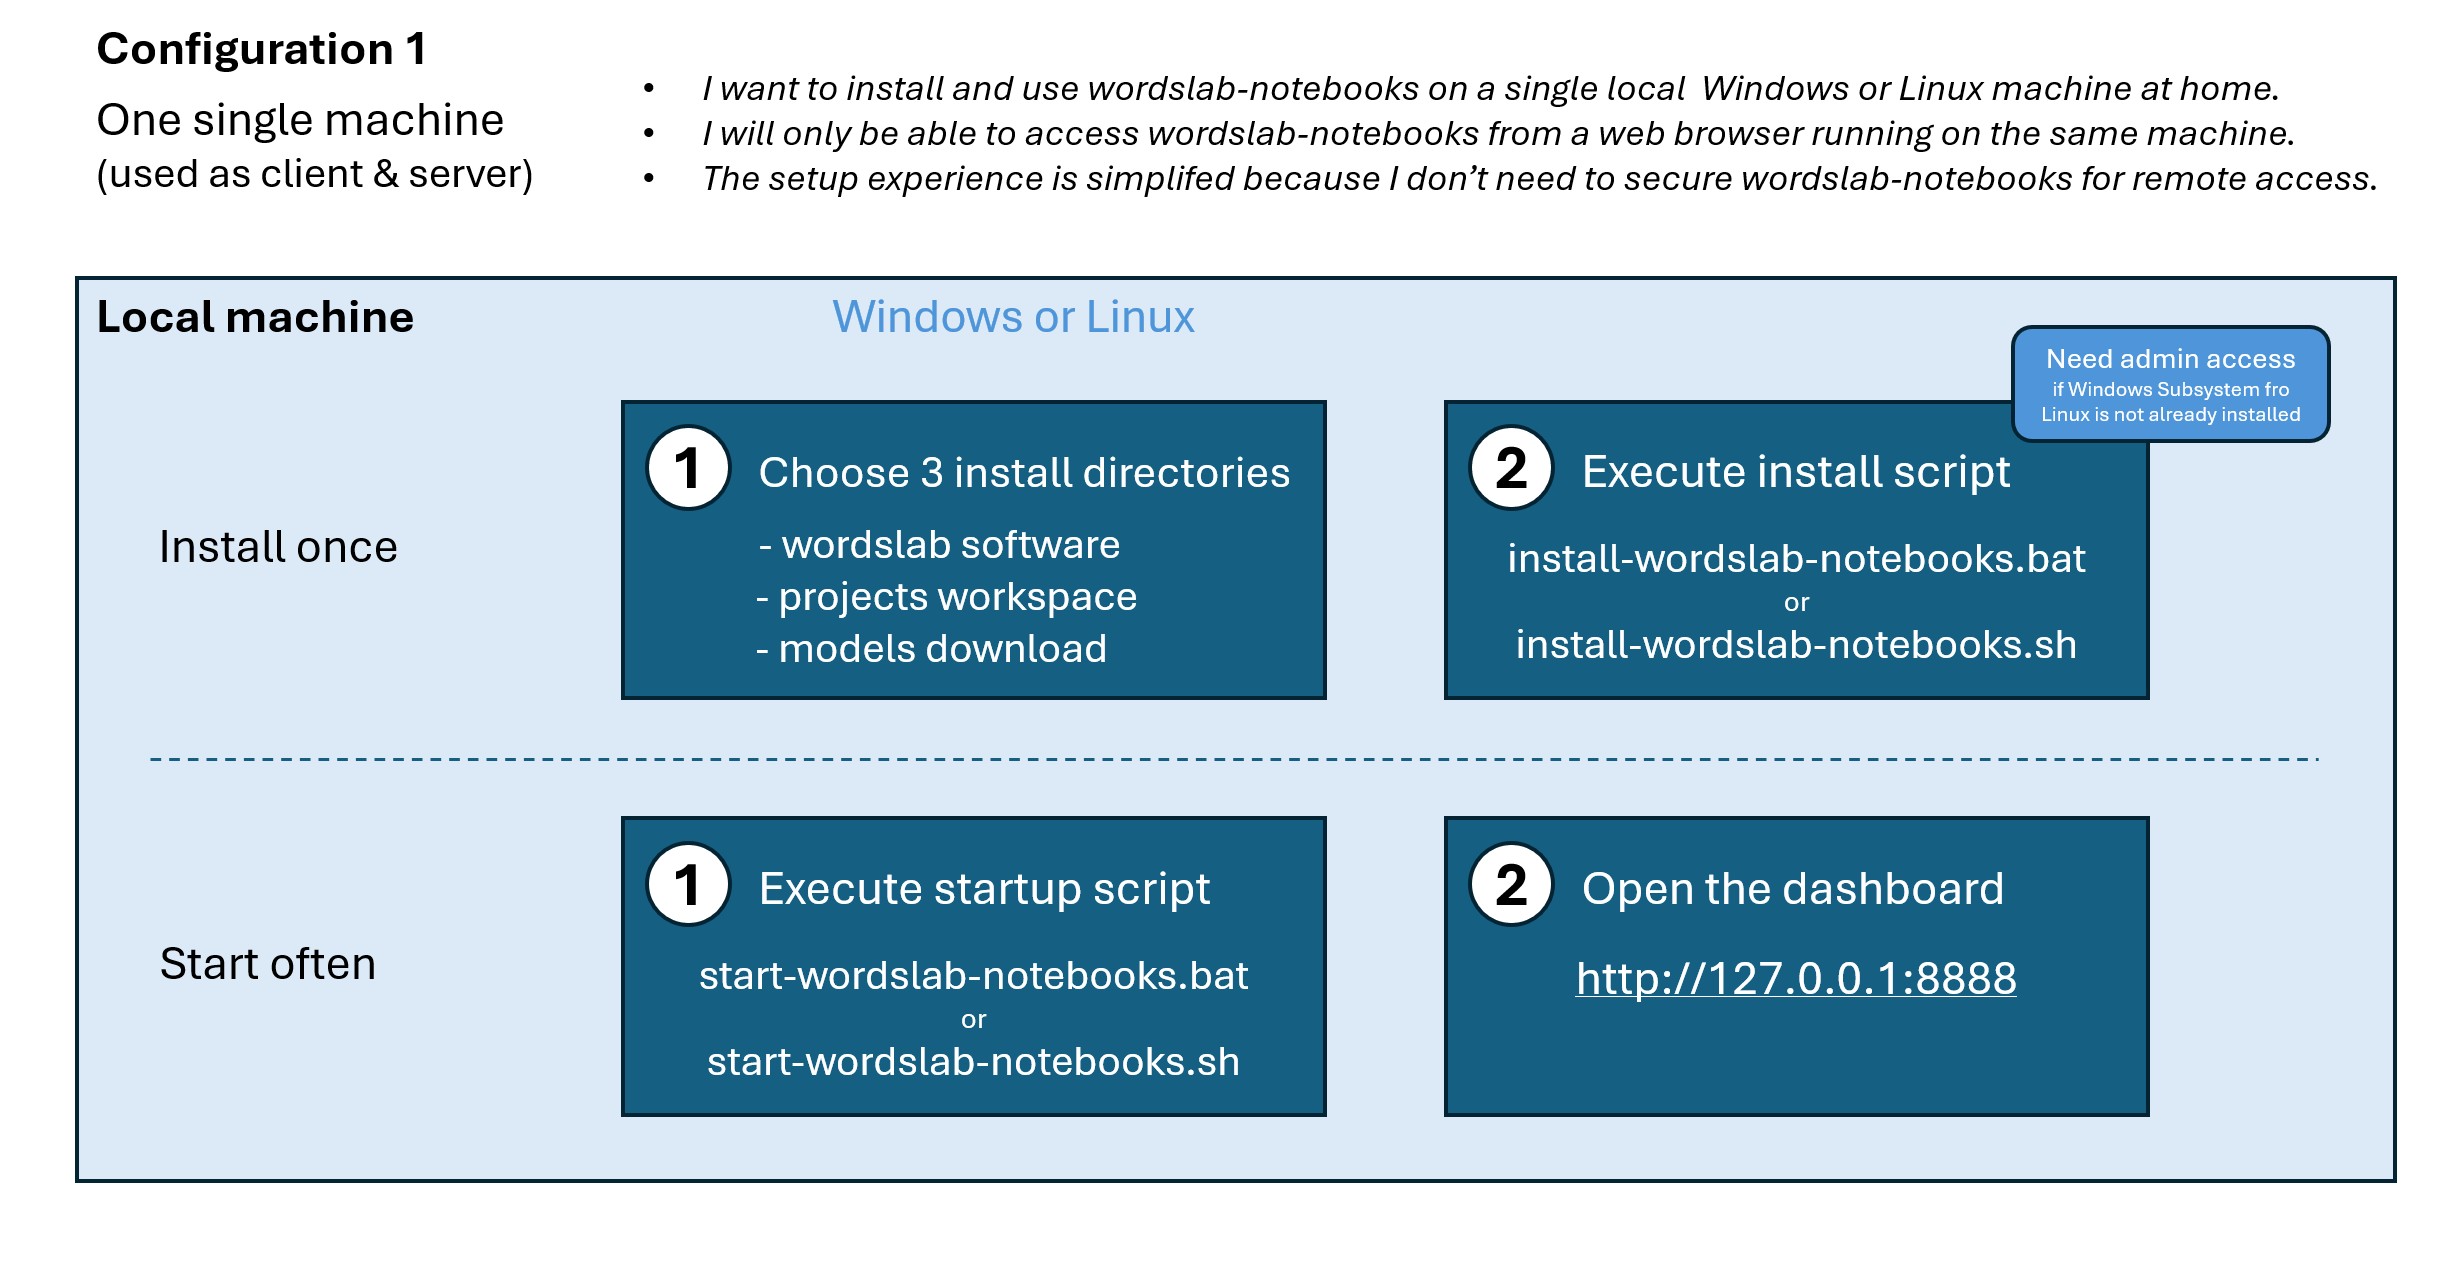 Configuration 1
One single machine
(used as client & server)
• I want to install and use wordslab-notebooks on a single local  Windows or Linux machine at home.
• I will only be able to access wordslab-notebooks from a web browser running on the same machine.
• The setup experience is simplifed because I don’t need to secure wordslab-notebooks for remote access.
Local machine
Windows or Linux
Need admin access
if Windows Subsystem fro
Linux is not already installed
Install once
1 Choose 3 install directories
- wordslab software
- projects workspace
- models download
2 Execute install script
install-wordslab-notebooks.bat
or
install-wordslab-notebooks.sh
Start often
1 Execute startup script
start-wordslab-notebooks.bat
or
start-wordslab-notebooks.sh
2 Open the dashboard
http://127.0.0.1:8888